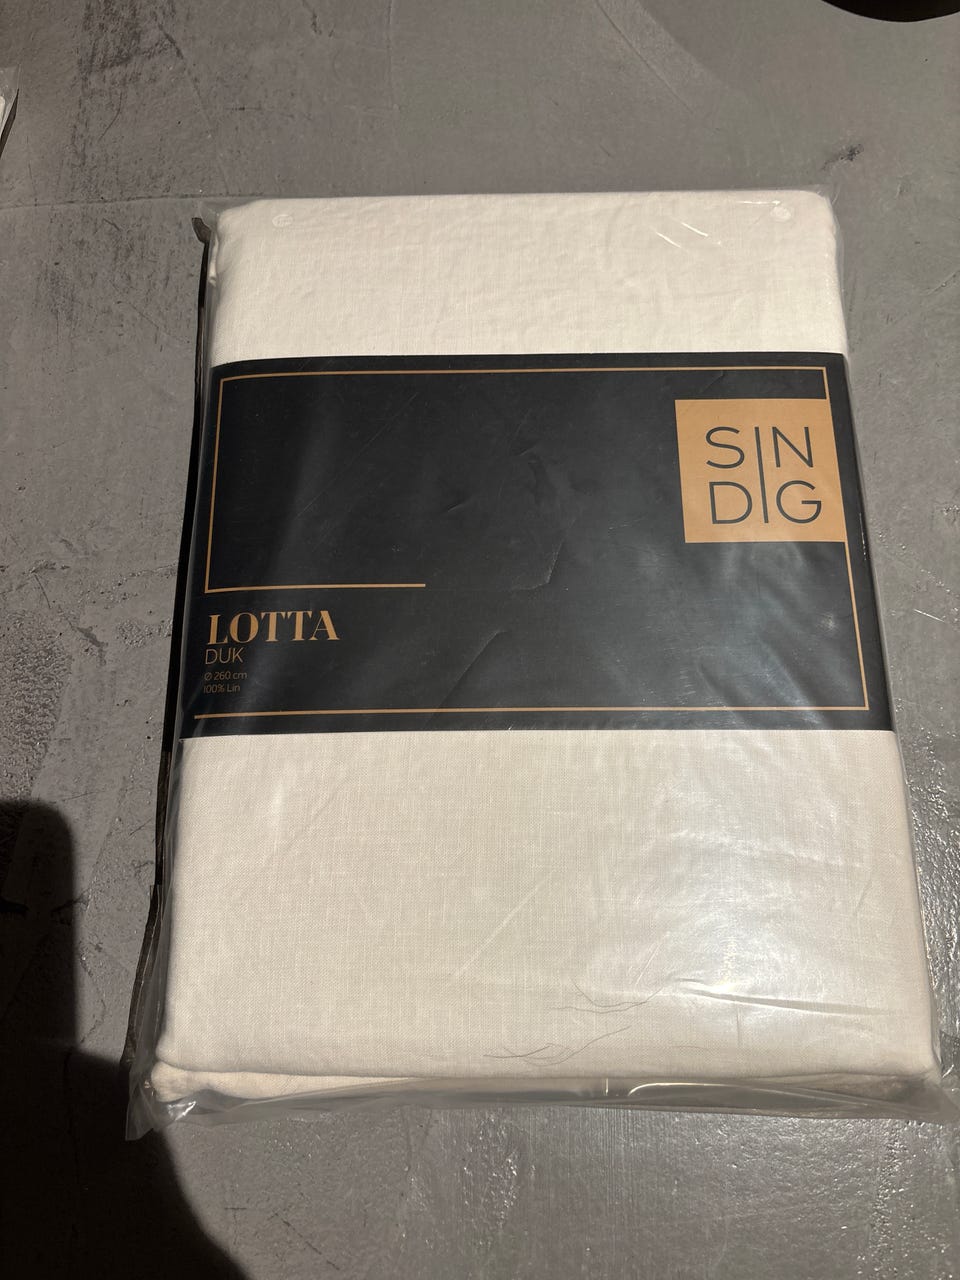 SIN
DIG
LOTTA
DUK
Ø 260 cm
100% Lin